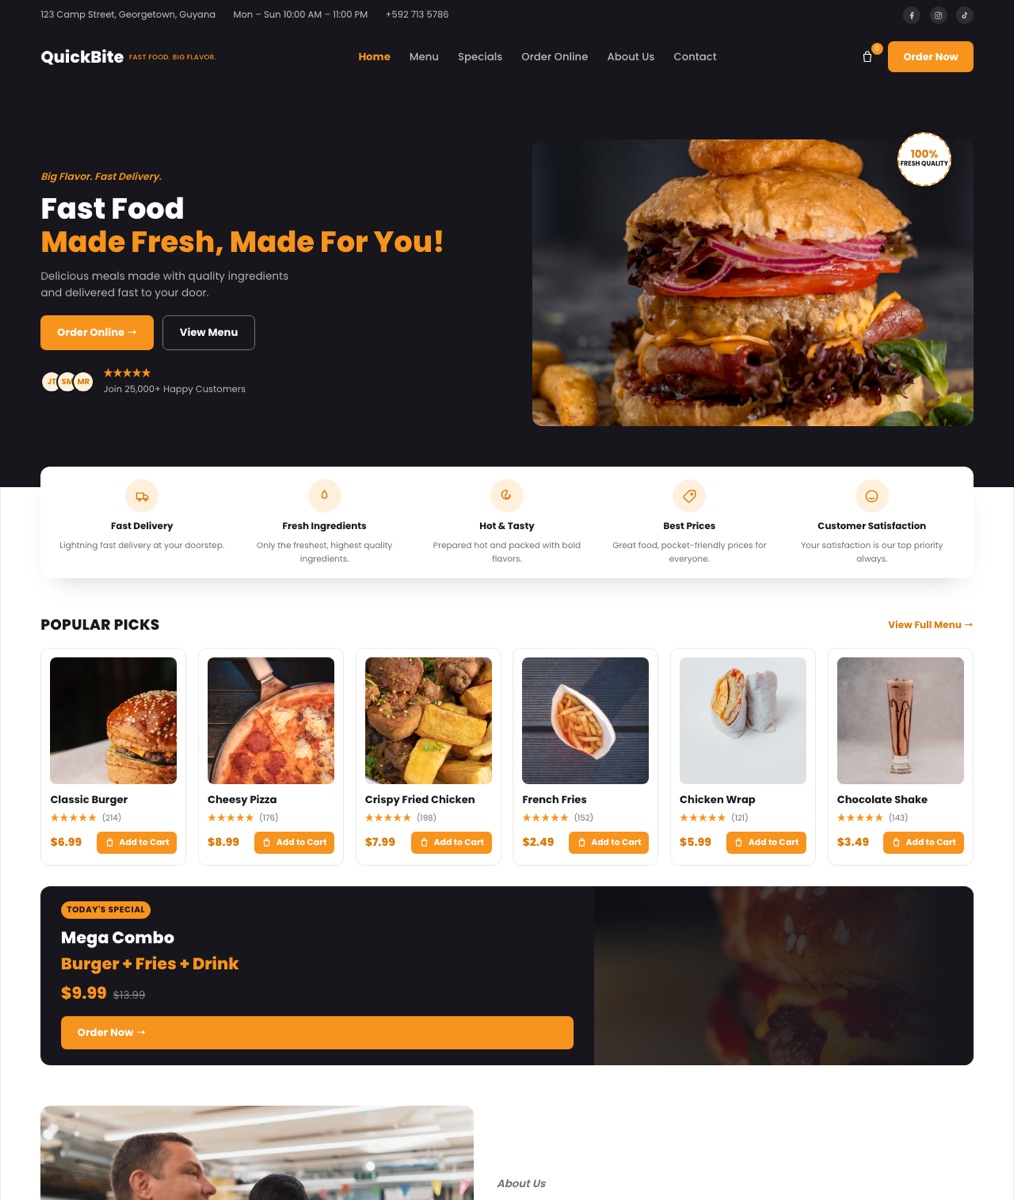 123 Camp Street, Georgetown, Guyana Mon – Sun 10:00 AM – 11:00 PM +592 713 5786
QuickBite FAST FOOD. BIG FLAVOR. Home Menu Specials Order Online About Us Contact 0 Order Now
100%
FRESH QUALITY
Big Flavor. Fast Delivery.
Fast Food
Made Fresh, Made For You!
Delicious meals made with quality ingredients
and delivered fast to your door.
Order Online → View Menu
JT SM MR
★★★★★
Join 25,000+ Happy Customers
Fast Delivery
Lightning fast delivery at your doorstep.
Fresh Ingredients
Only the freshest, highest quality
ingredients.
Hot & Tasty
Prepared hot and packed with bold
flavors.
Best Prices
Great food, pocket-friendly prices for
everyone.
Customer Satisfaction
Your satisfaction is our top priority
always.
POPULAR PICKS View Full Menu →
Classic Burger
★★★★★ (214)
$6.99 Add to Cart
Cheesy Pizza
★★★★★ (176)
$8.99 Add to Cart
Crispy Fried Chicken
★★★★★ (198)
$7.99 Add to Cart
French Fries
★★★★★ (152)
$2.49 Add to Cart
Chicken Wrap
★★★★★ (121)
$5.99 Add to Cart
Chocolate Shake
★★★★★ (143)
$3.49 Add to Cart
TODAY'S SPECIAL
Mega Combo
Burger + Fries + Drink
$9.99 $13.99
Order Now →
About Us